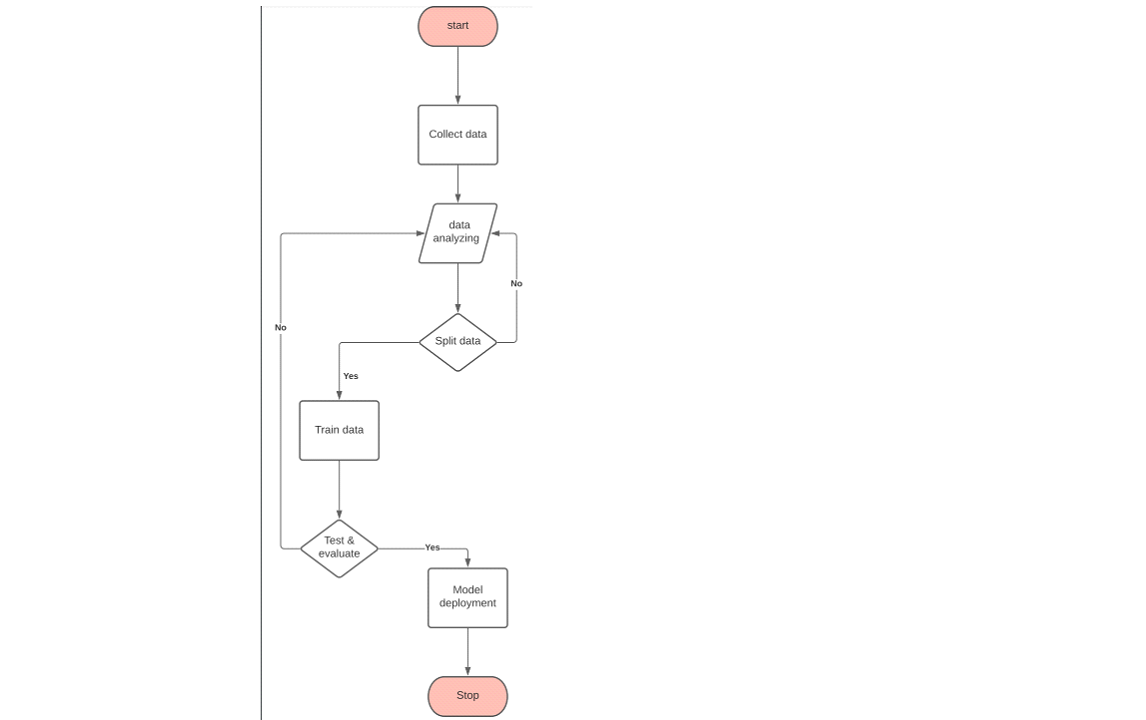 start
Collect data
data
analyzing
No
No
Split data
Yes
Train data
Test &
evaluate
Yes
Model
deployment
Stop